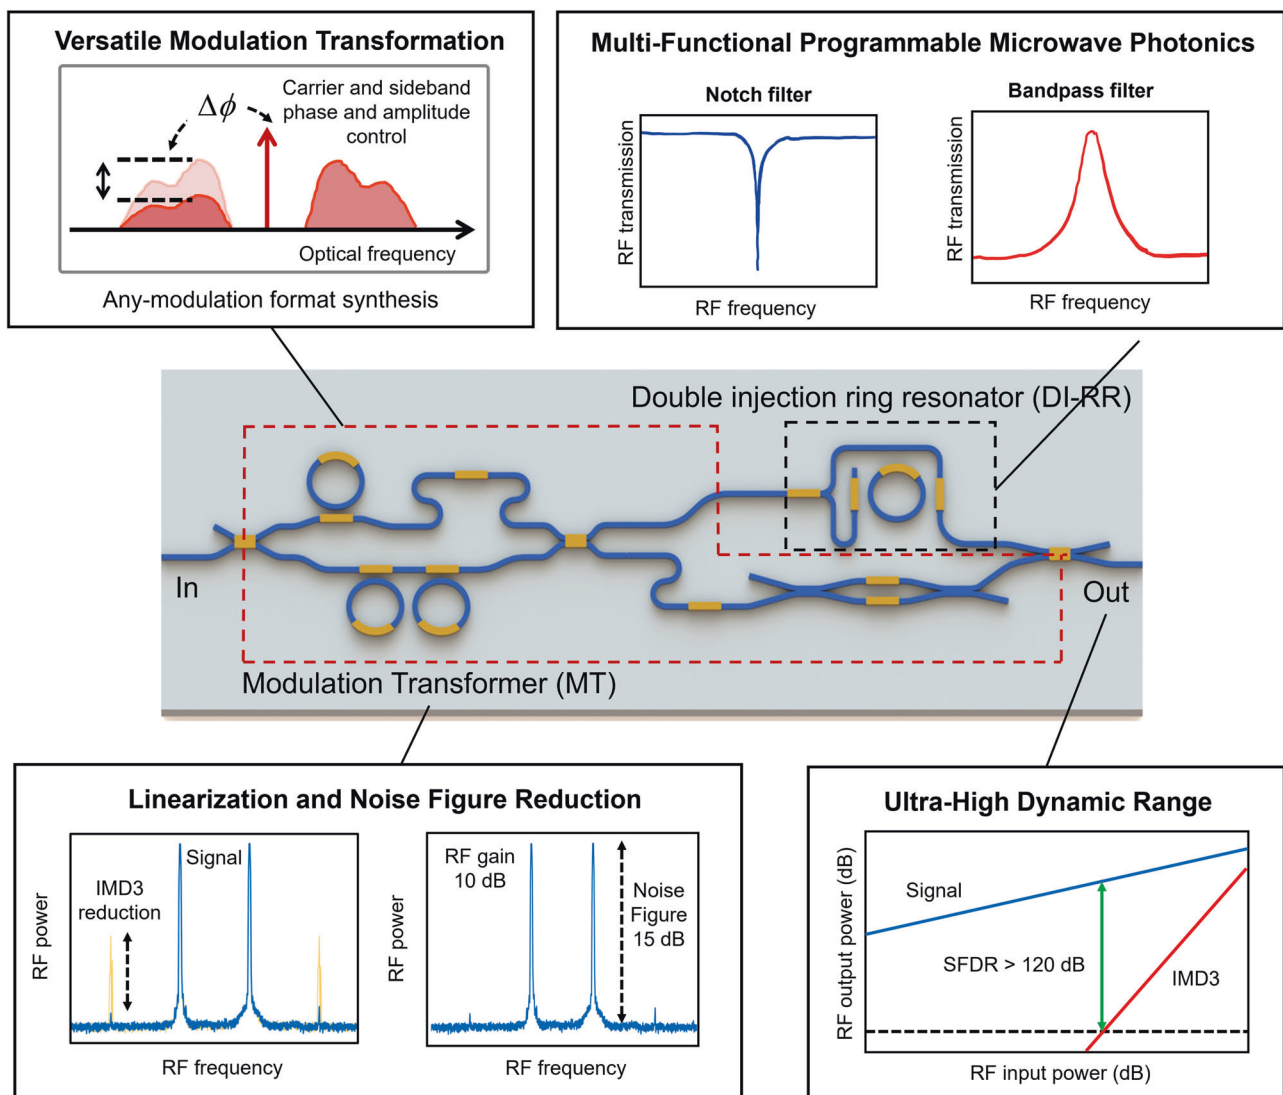 Versatile Modulation Transformation
Carrier and sideband
phase and amplitude
control
Δϕ
Optical frequency
Any-modulation format synthesis
Multi-Functional Programmable Microwave Photonics
Notch filter
RF transmission
RF frequency
Bandpass filter
RF transmission
RF frequency
Double injection ring resonator (DI-RR)
In
Out
Modulation Transformer (MT)
Linearization and Noise Figure Reduction
Signal
IMD3
reduction
RF power
RF frequency
RF gain
10 dB
Noise
Figure
15 dB
RF power
RF frequency
Ultra-High Dynamic Range
Signal
SFDR > 120 dB
IMD3
RF output power (dB)
RF input power (dB)